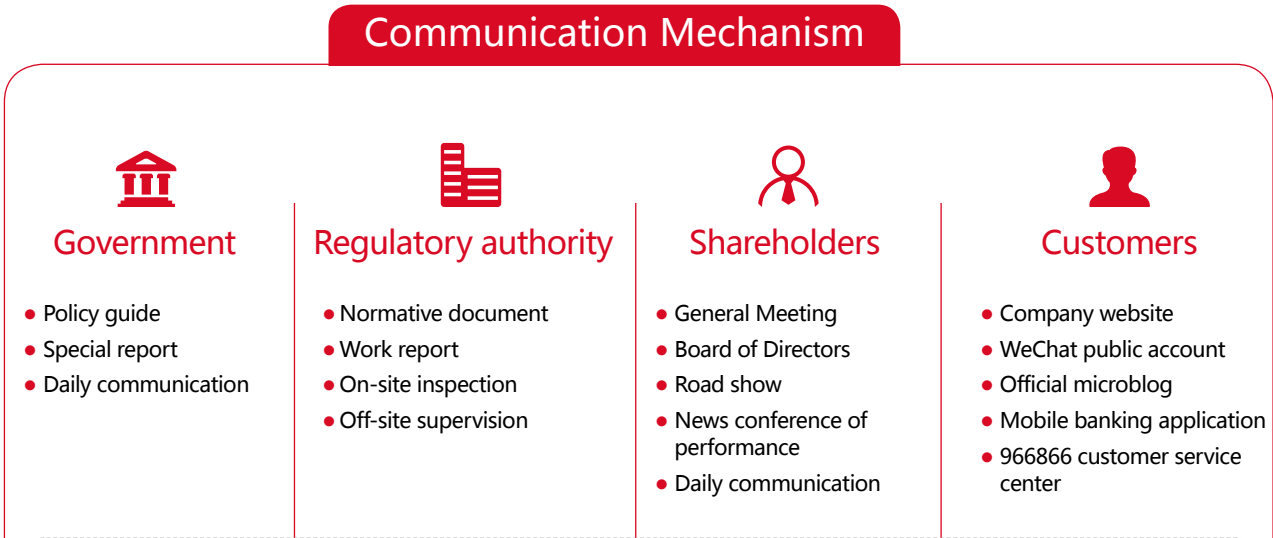 Communication Mechanism
Government
Policy guide
Special report
Daily communication
Regulatory authority
Normative document
Work report
On-site inspection
Off-site supervision
Shareholders
General Meeting
Board of Directors
Road show
News conference of
performance
Daily communication
Customers
Company website
WeChat public account
Official microblog
Mobile banking application
966866 customer service
center